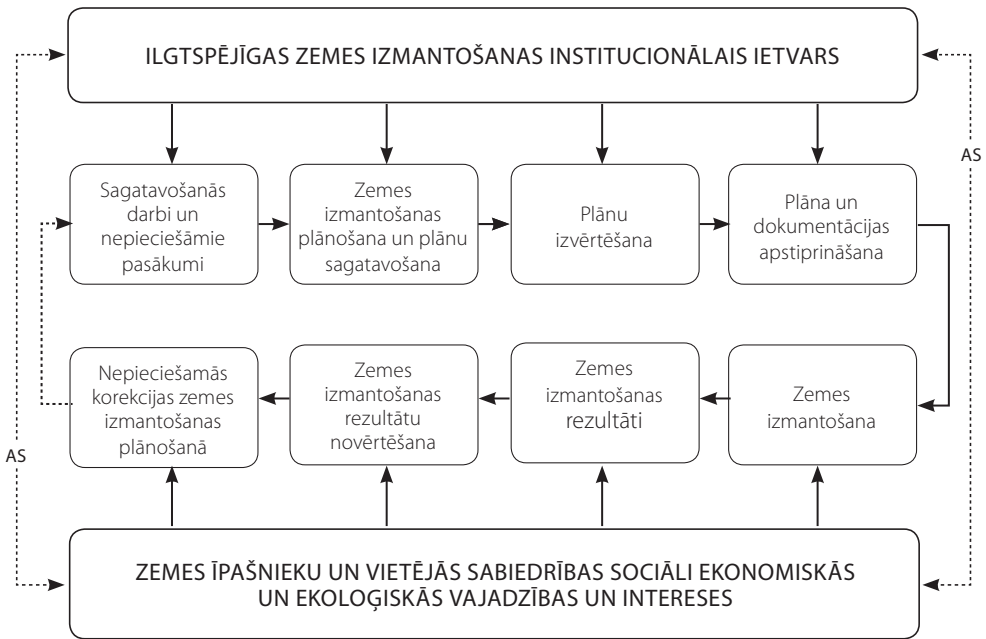 ILGTSPĒJĪGAS ZEMES IZMANTOŠANAS INSTITUCIONĀLAIS IETVARS
AS
Sagatavošanās
darbi un
nepieciešāmie
pasākumi
Zemes
izmantošanas
plānošana un plānu
sagatavošana
Plānu
izvērtēšana
Plāna un
dokumentācijas
apstiprināšana
Nepieciešamās
korekcijas zemes
izmantošanas
plānošanā
Zemes
izmantošanas
rezultātu
novērtēšana
Zemes
izmantošanas
rezultāti
Zemes
izmantošana
AS
ZEMES ĪPAŠNIEKU UN VIETĒJĀS SABIEDRĪBAS SOCIĀLI EKONOMISKĀS
UN EKOLOĢISKĀS VAJADZĪBAS UN INTERESES